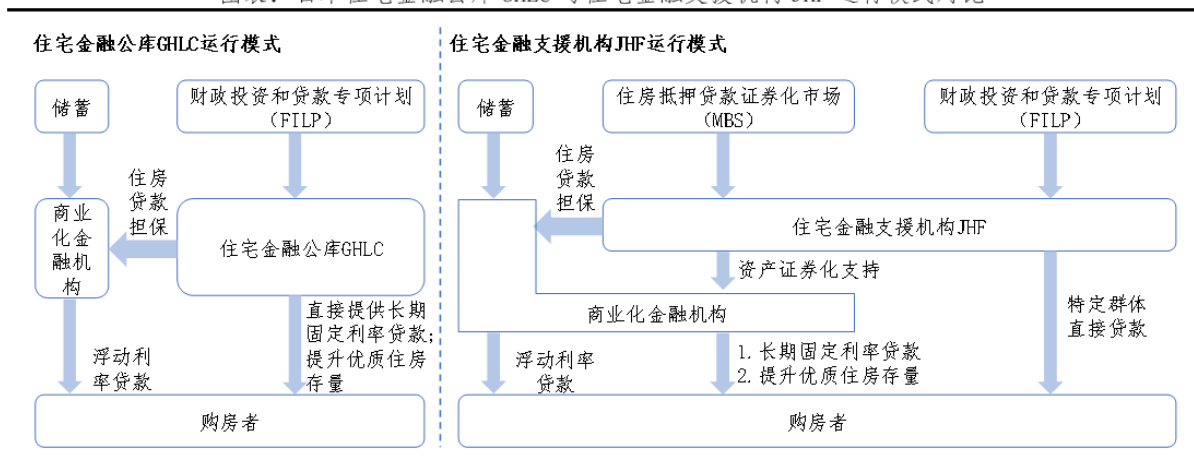 住宅金融公库GHLC运行模式
储蓄
财政投资和贷款专项计划
（FILP）
住房
贷款
担保
商业
化金
融机
构
住宅金融公库GHLC
浮动利
率贷款
直接提供长期
固定利率贷款;
提升优质住房
存量
购房者
住宅金融支援机构JHF运行模式
储蓄
住房抵押贷款证券化市场
（MBS）
财政投资和贷款专项计划
（FILP）
住房
贷款
担保
住宅金融支援机构JHF
资产证券化支持
商业化金融机构
特定群体
直接贷款
浮动利率
贷款
1. 长期固定利率贷款
2. 提升优质住房存量
购房者